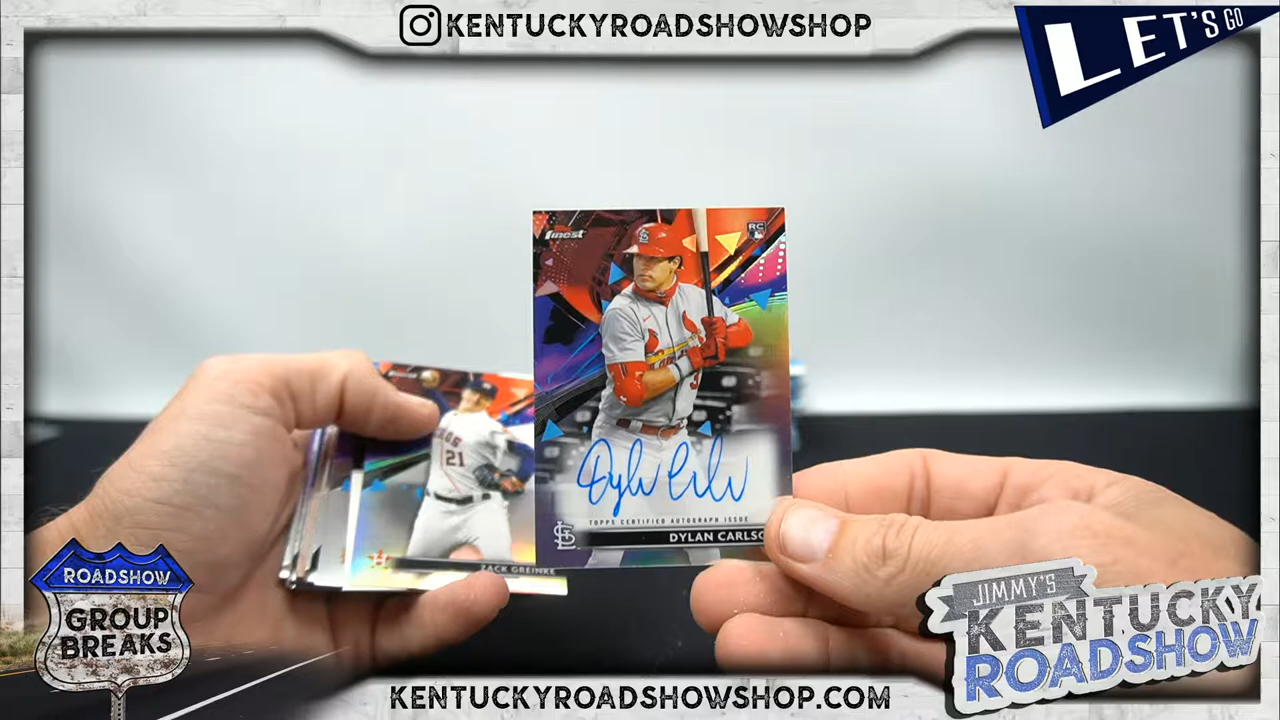 KENTUCKYROADSHOWSHOP
LET'S GO
finest
RC
21
TOPPS CERTIFIED AUTOGRAPH ISSUE
DYLAN CARLSO
ZACK GREINKE
ROADSHOW
GROUP
BREAKS
JIMMY'S
KENTUCKY
ROADSHOW
KENTUCKYROADSHOWSHOP.COM